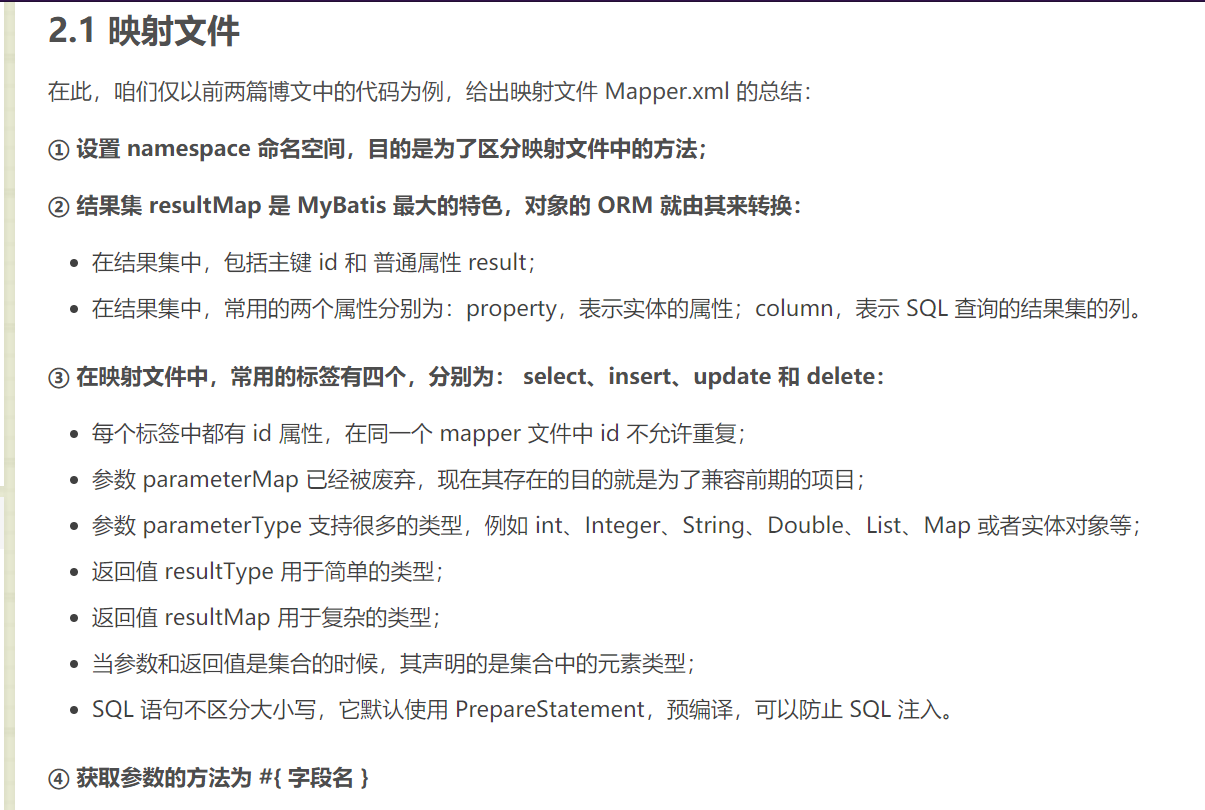 2.1 映射文件
在此，咱们仅以前两篇博文中的代码为例，给出映射文件 Mapper.xml 的总结：
① 设置 namespace 命名空间，目的是为了区分映射文件中的方法；
② 结果集 resultMap 是 MyBatis 最大的特色，对象的 ORM 就由其来转换：
• 在结果集中，包括主键 id 和 普通属性 result；
• 在结果集中，常用的两个属性分别为：property，表示实体的属性；column，表示 SQL 查询的结果集的列。
③ 在映射文件中，常用的标签有四个，分别为： select、insert、update 和 delete：
• 每个标签中都有 id 属性，在同一个 mapper 文件中 id 不允许重复；
• 参数 parameterMap 已经被废弃，现在其存在的目的就是为了兼容前期的项目；
• 参数 parameterType 支持很多的类型，例如 int、Integer、String、Double、List、Map 或者实体对象等；
• 返回值 resultType 用于简单的类型；
• 返回值 resultMap 用于复杂的类型；
• 当参数和返回值是集合的时候，其声明的是集合中的元素类型；
• SQL 语句不区分大小写，它默认使用 PrepareStatement，预编译，可以防止 SQL 注入。
④ 获取参数的方法为 #{ 字段名 }